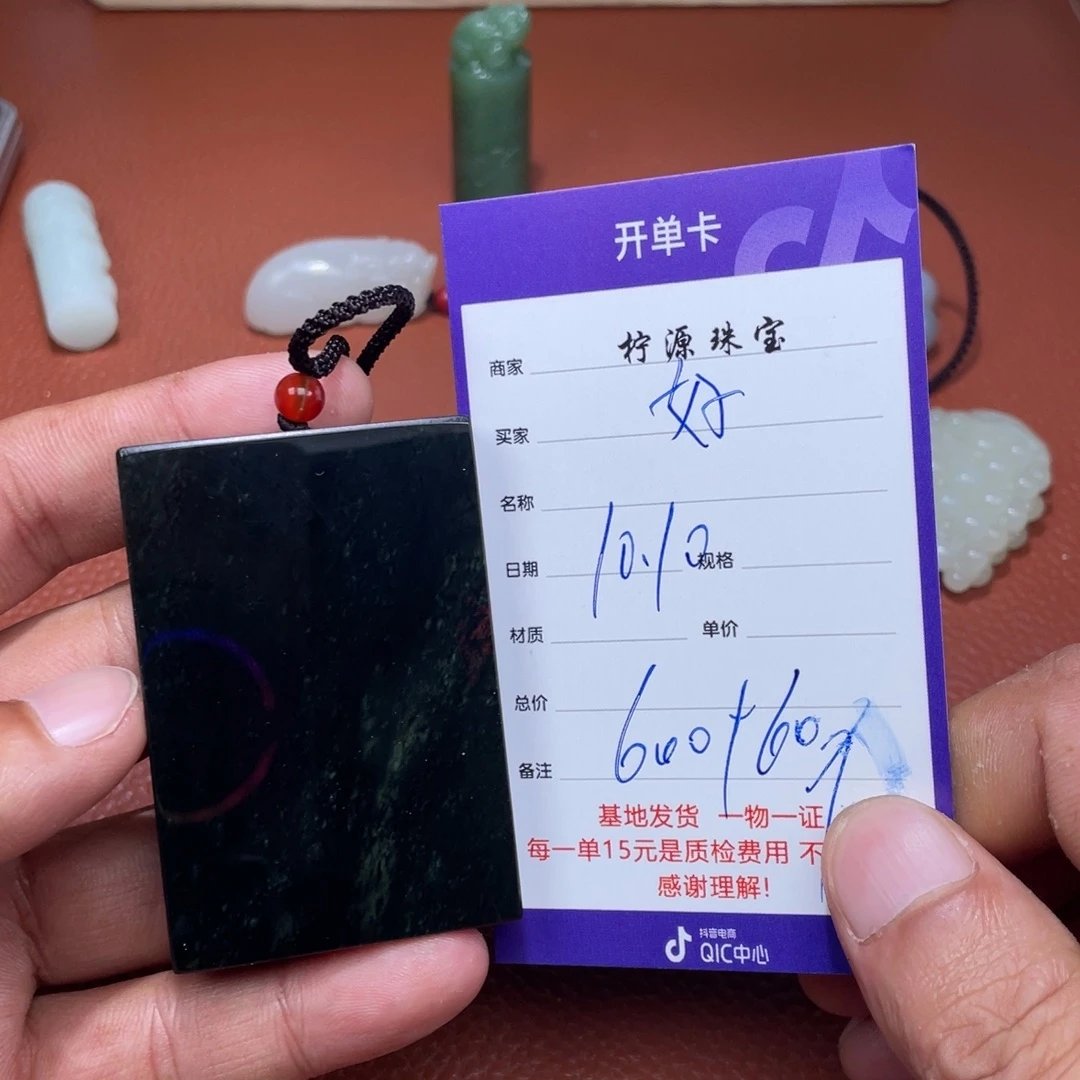 开单卡
商家 柠源珠宝
买家 好
名称
日期 10.10 规格
材质 单价
总价
备注 600+60
基地发货 一物一证
每一单15元是质检费用 不
感谢理解!
抖音电商
QIC中心